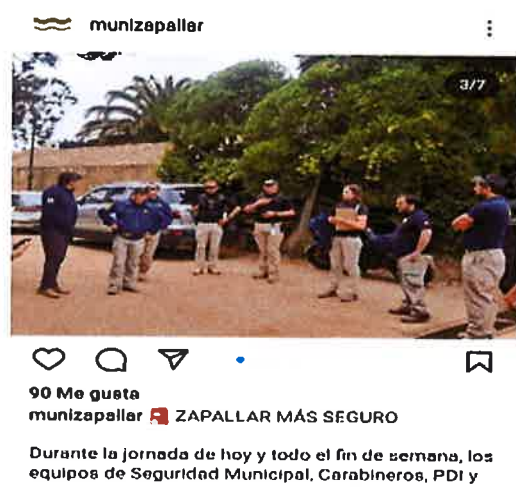 munizapallar
3/7
90 Me gusta
munizapallar ZAPALLAR MÁS SEGURO
Durante la jornada de hoy y todo el fin de semana, los
equipos de Seguridad Municipal, Carabineros, PDI y